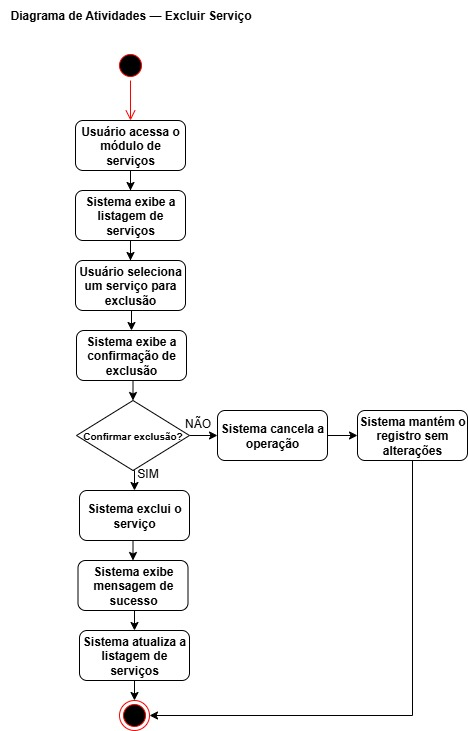 Diagrama de Atividades — Excluir Serviço
Usuário acessa o
módulo de
serviços
Sistema exibe a
listagem de
serviços
Usuário seleciona
um serviço para
exclusão
Sistema exibe a
confirmação de
exclusão
Confirmar exclusão?
NÃO
Sistema cancela a
operação
Sistema mantém o
registro sem
alterações
SIM
Sistema exclui o
serviço
Sistema exibe
mensagem de
sucesso
Sistema atualiza a
listagem de
serviços